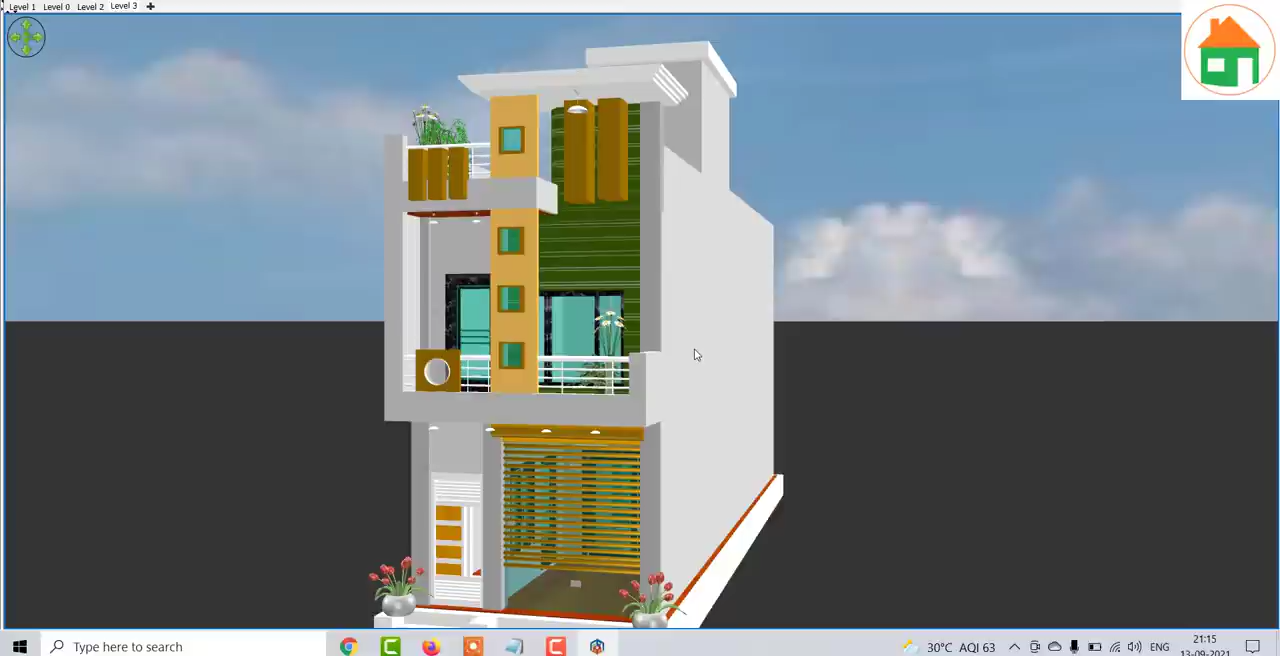 Level 1 Level 0 Level 2 Level 3
Type here to search
30°C AQI 63
ENG
21:15
13-09-2021